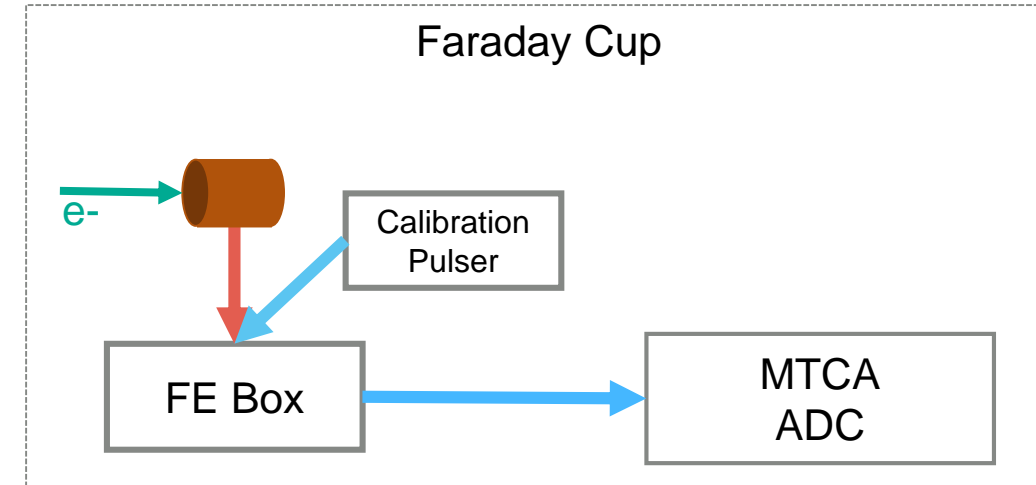 Faraday Cup
e-
Calibration
Pulser
FE Box
MTCA
ADC